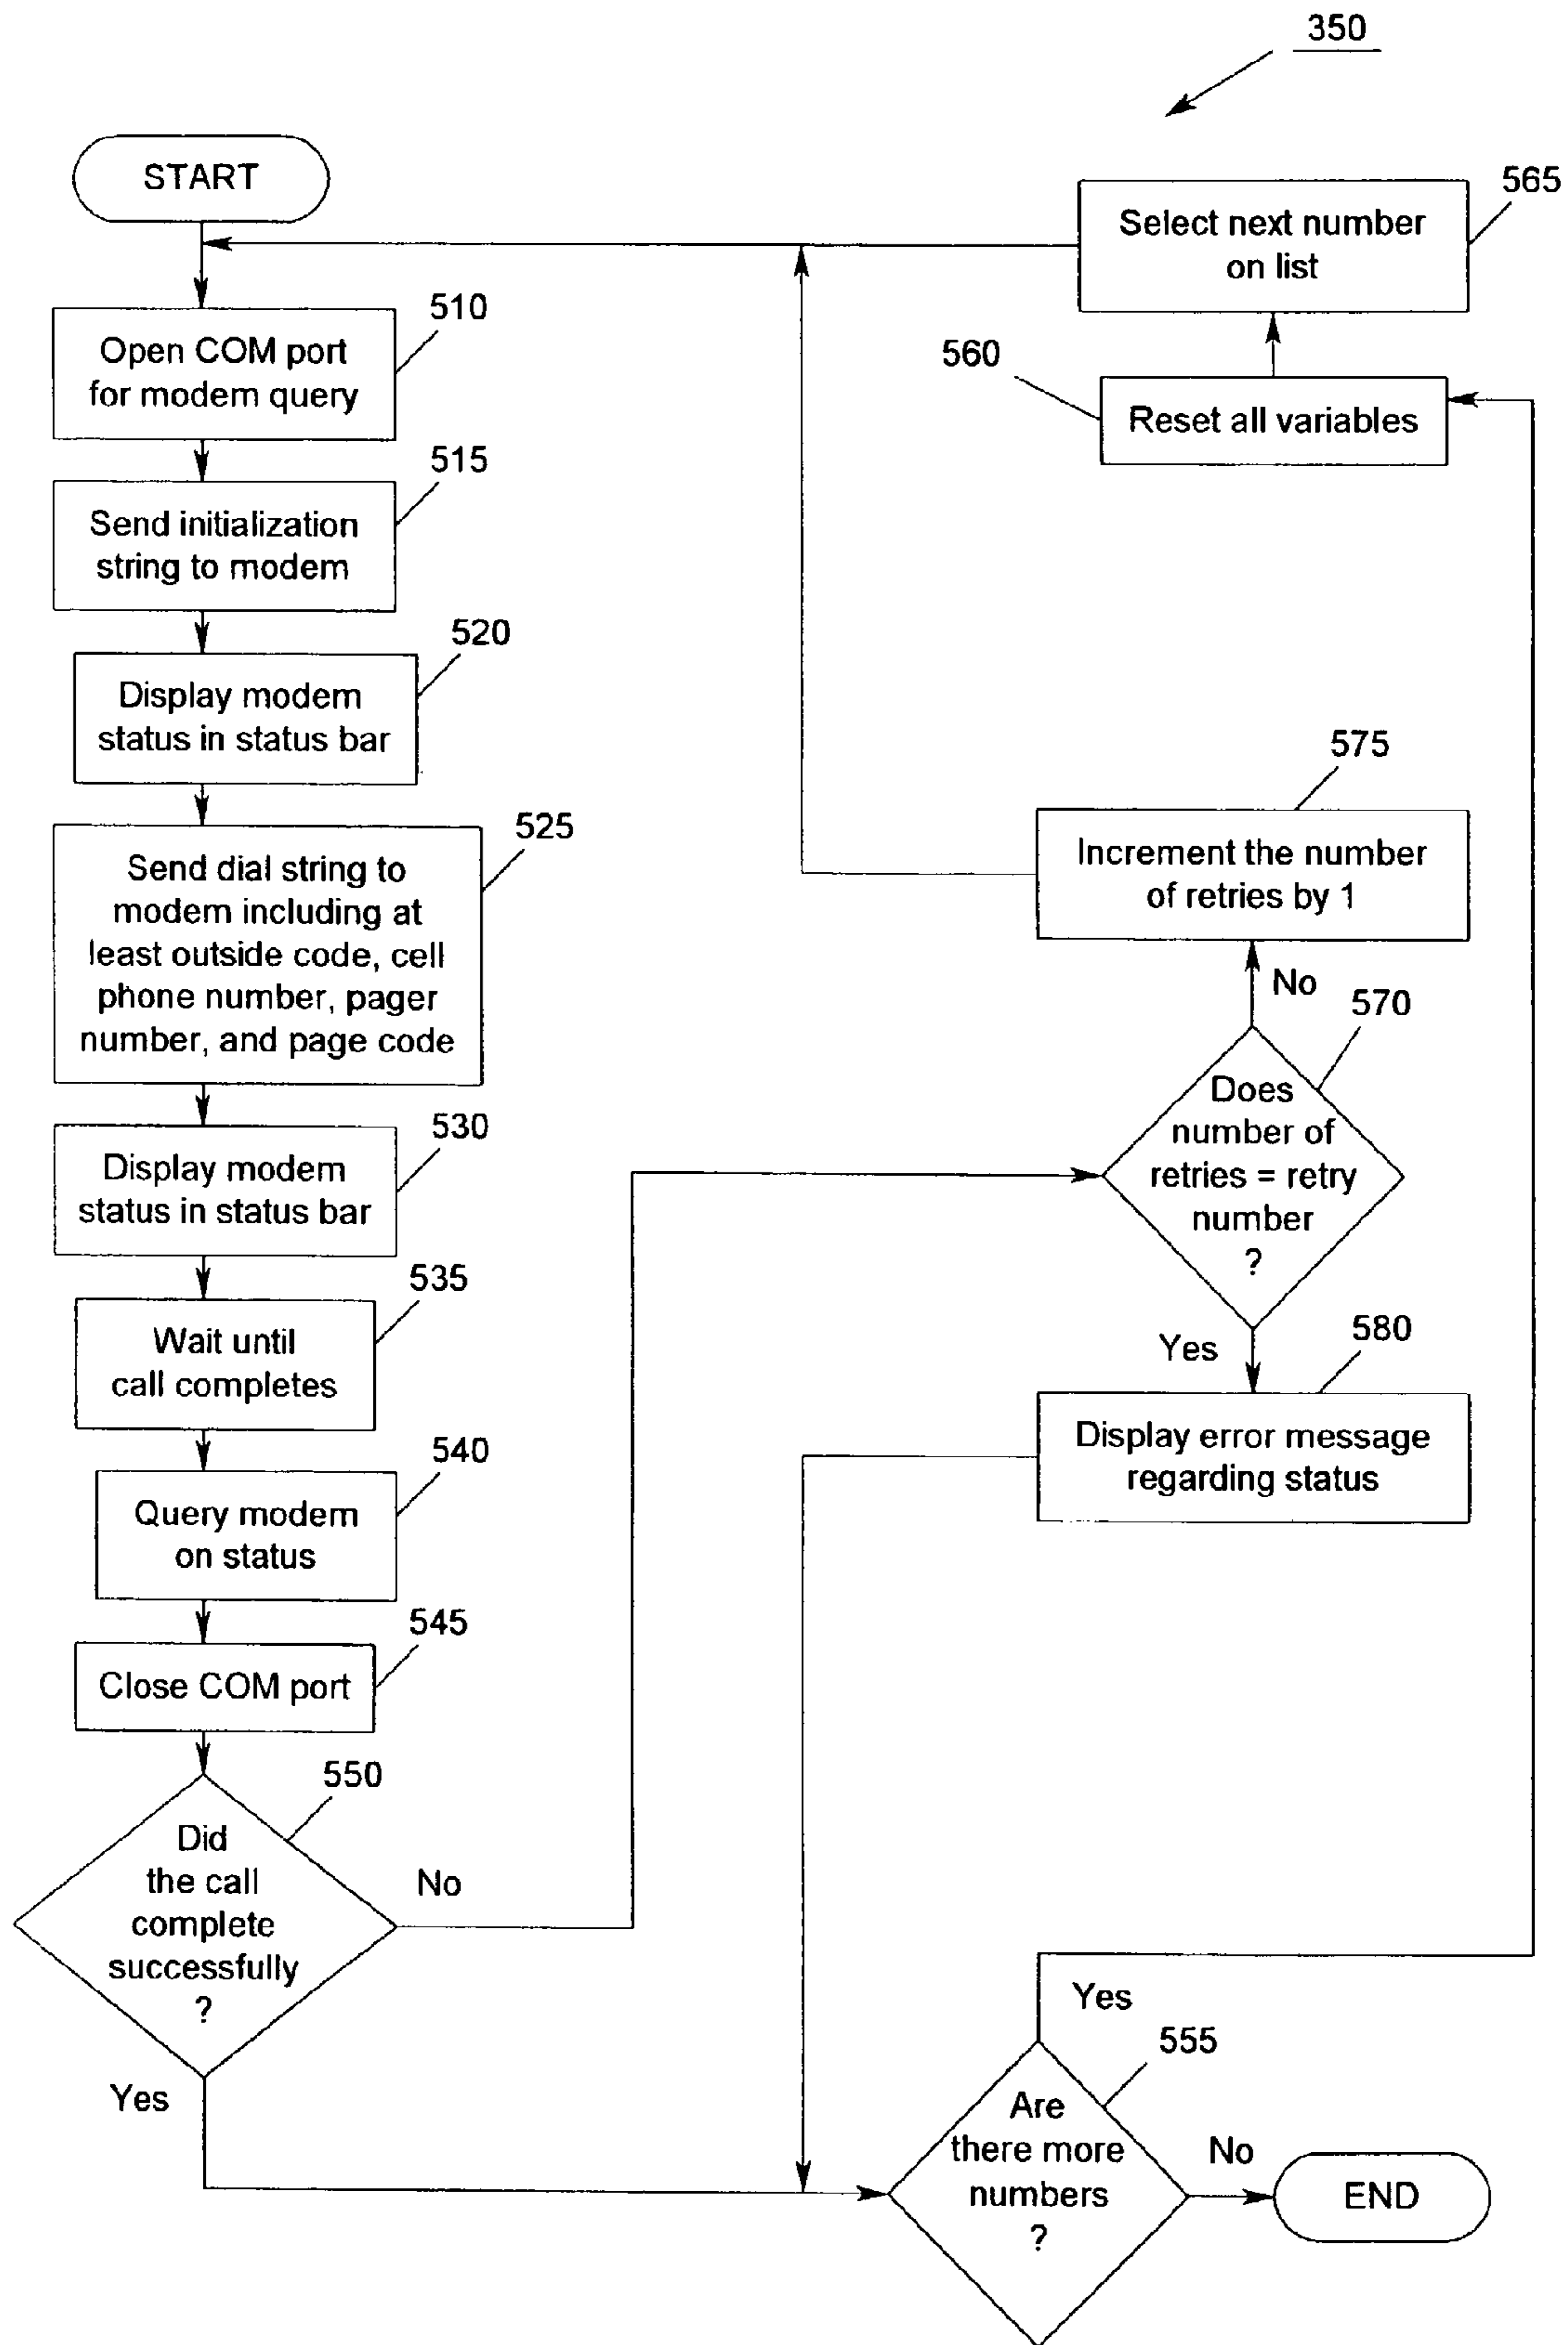 350
START
565
Select next number
on list
510
Open COM port
for modem query
560
Reset all variables
515
Send initialization
string to modem
520
Display modem
status in status bar
575
Increment the number
of retries by 1
525
Send dial string to
modem including at
least outside code, cell
phone number, pager
number, and page code
No
570
Does
number of
retries = retry
number
?
530
Display modem
status in status bar
535
Wait until
call completes
Yes
580
Display error message
regarding status
540
Query modem
on status
545
Close COM port
550
Did
the call
complete
successfully
?
No
Yes
Yes
555
Are
there more
numbers
?
No
END